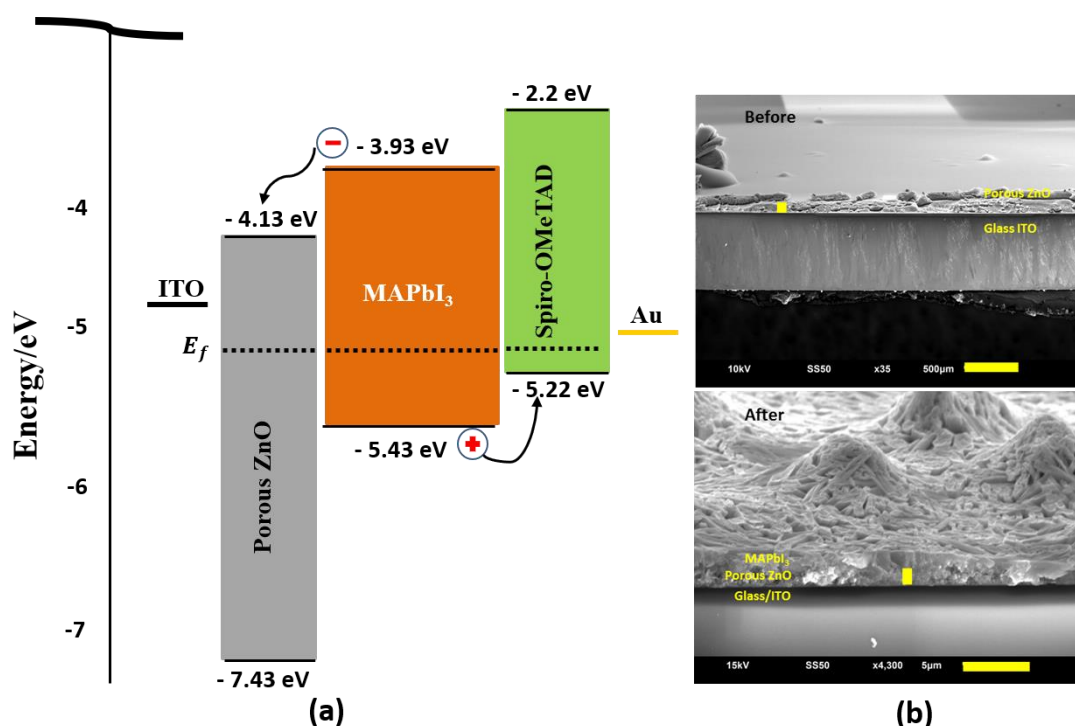 - 2.2 eV
- 3.93 eV
-4
- 4.13 eV
ITO
-5
E_f
Au
MAPbI₃
Spiro-OMeTAD
- 5.22 eV
- 5.43 eV
Porous ZnO
Energy/eV
-6
-7
- 7.43 eV
(a)
Before
Porous ZnO
Glass ITO
10kV SS50 x35 500µm
After
MAPbI₃
Porous ZnO
Glass/ITO
15kV SS50 x4,300 5µm
(b)